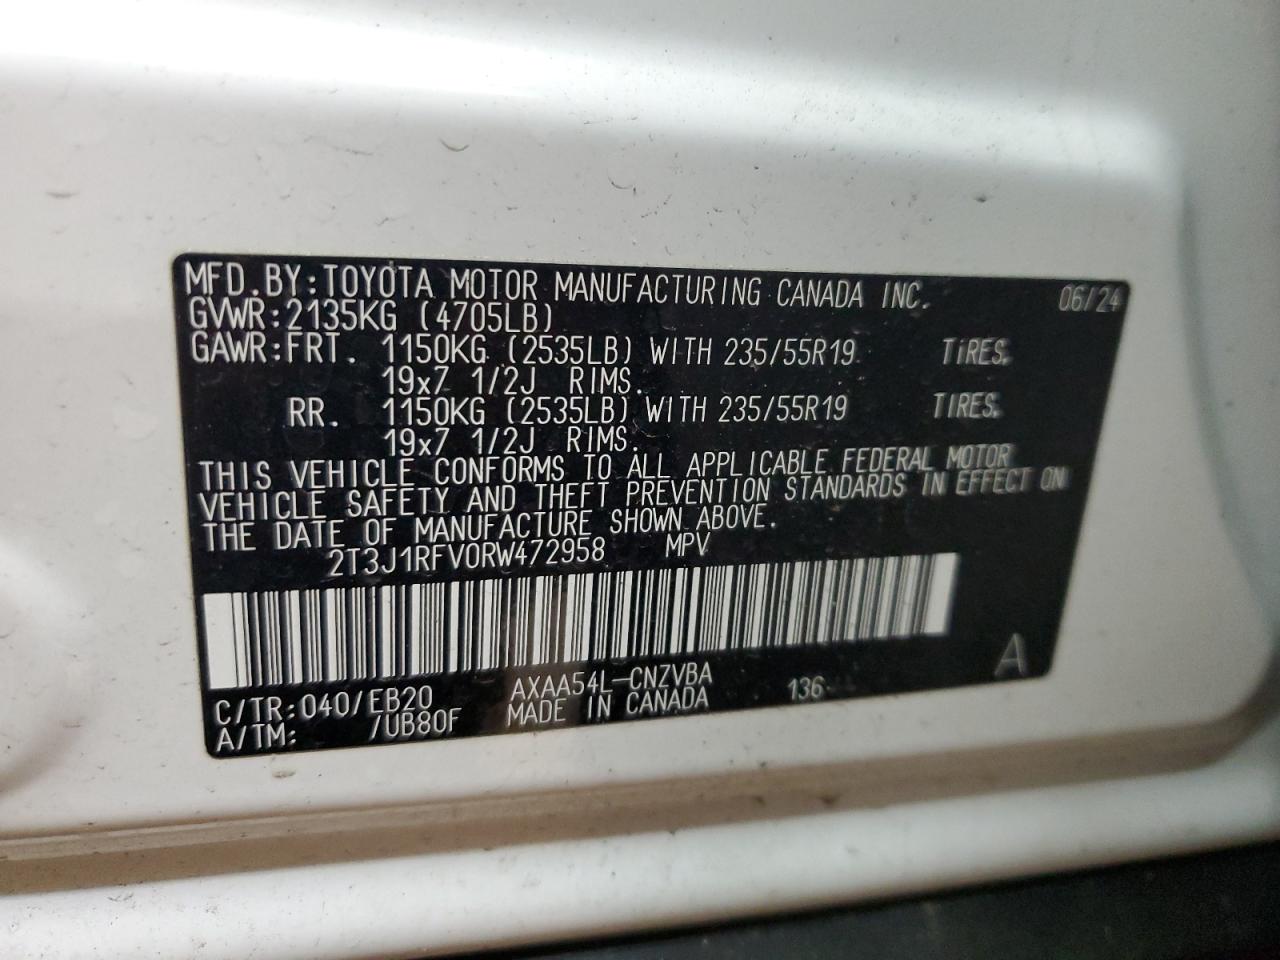 MFD.BY:TOYOTA MOTOR MANUFACTURING CANADA INC. 06/24
GVWR:2135KG (4705LB)
GAWR:FRT. 1150KG (2535LB) WITH 235/55R19 TIRES.
19x7 1/2J RIMS.
RR. 1150KG (2535LB) WITH 235/55R19 TIRES.
19x7 1/2J RIMS.
THIS VEHICLE CONFORMS TO ALL APPLICABLE FEDERAL MOTOR
VEHICLE SAFETY AND THEFT PREVENTION STANDARDS IN EFFECT ON
THE DATE OF MANUFACTURE SHOWN ABOVE.
2T3J1RFV0RW472958 MPV
A
C/TR:040/EB20 AXAA54L-CNZVBA 136
A/TM: /UB80F MADE IN CANADA